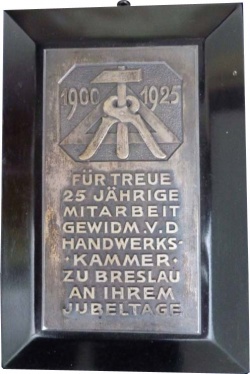 1900 1925
FÜR TREUE
25 JÄHRIGE
MITARBEIT
GEWIDM. V. D
HANDWERKS-
·KAMMER·
ZU BRESLAU
AN IHREM
JUBELTAGE